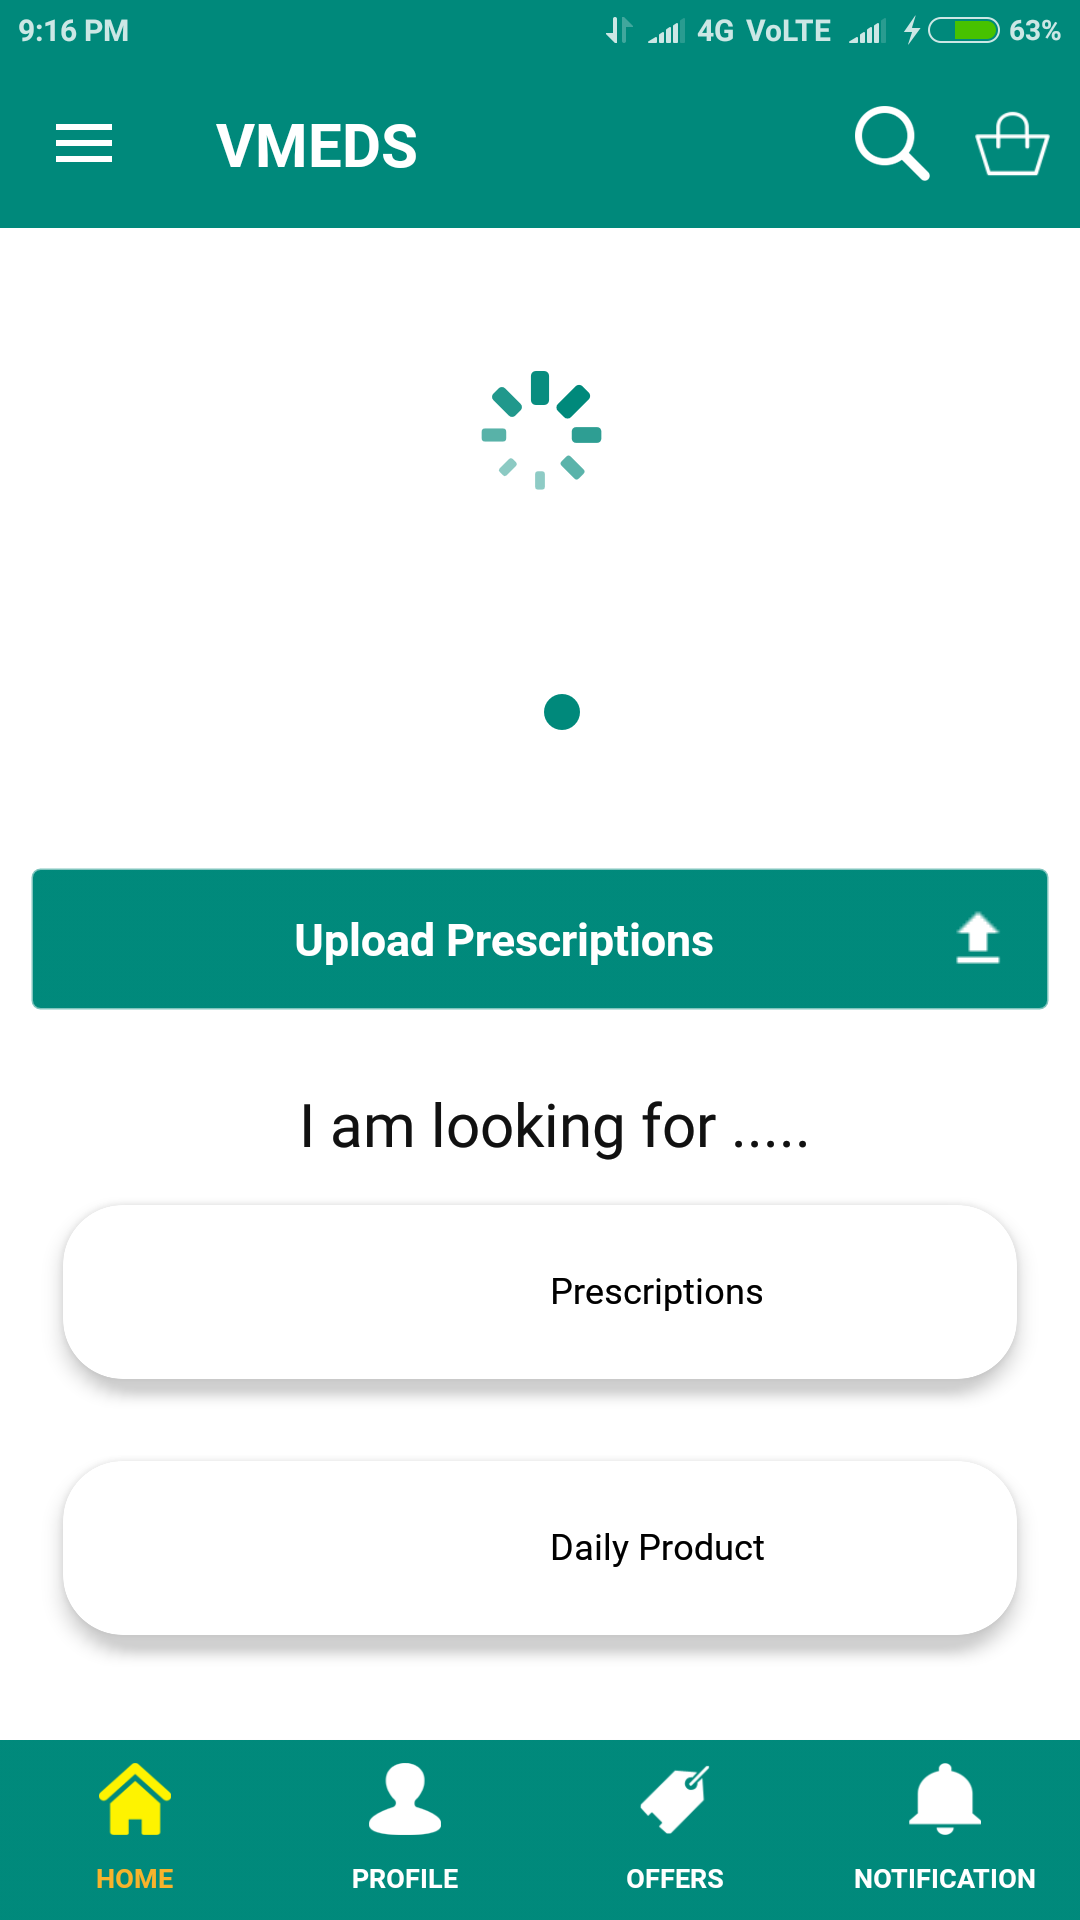 9:16 PM 4G VoLTE 63%
VMEDS
Upload Prescriptions
I am looking for .....
Prescriptions
Daily Product
HOME PROFILE OFFERS NOTIFICATION